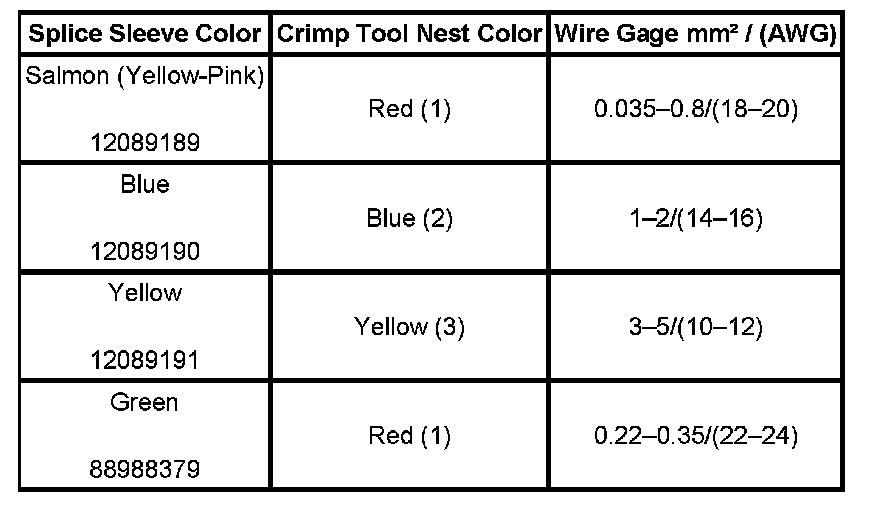 Splice Sleeve Color Crimp Tool Nest Color Wire Gage mm² / (AWG)
Salmon (Yellow-Pink)
12089189
Red (1)
0.035–0.8/(18–20)
Blue
12089190
Blue (2)
1–2/(14–16)
Yellow
12089191
Yellow (3)
3–5/(10–12)
Green
88988379
Red (1)
0.22–0.35/(22–24)